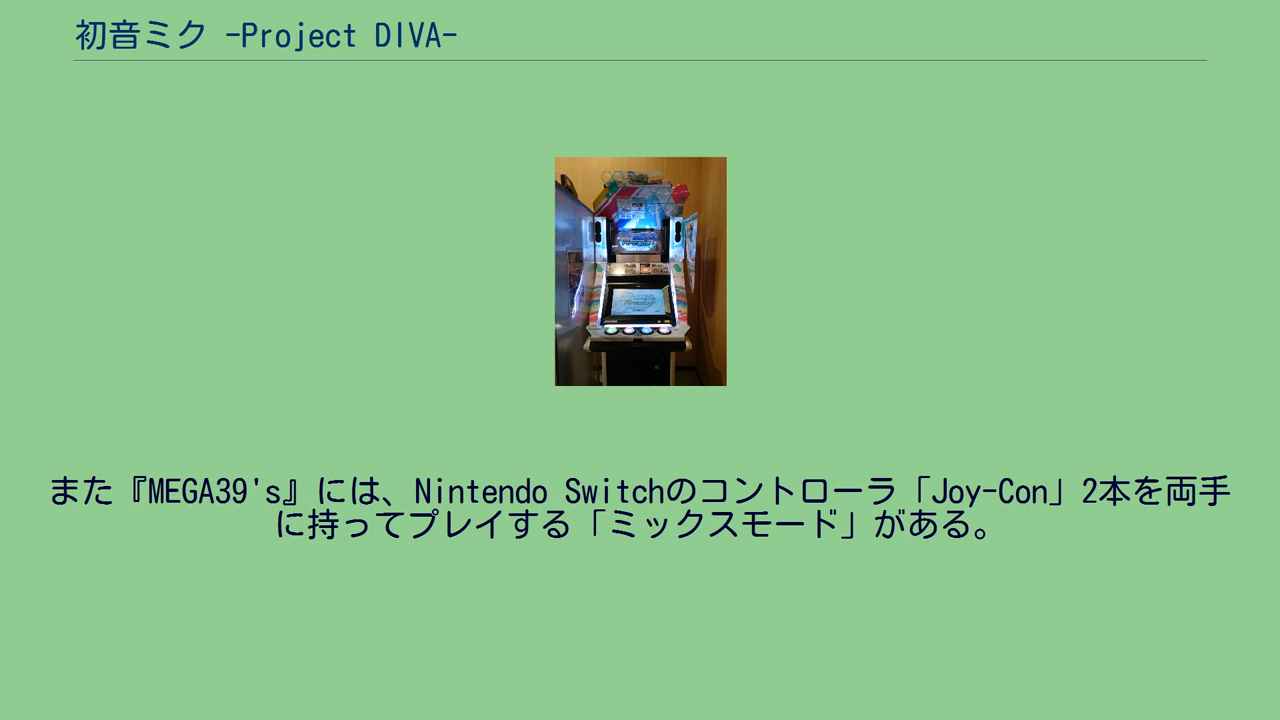 初音ミク -Project DIVA-
また『MEGA39's』には、Nintendo Switchのコントローラ「Joy-Con」2本を両手
に持ってプレイする「ミックスモード」がある。